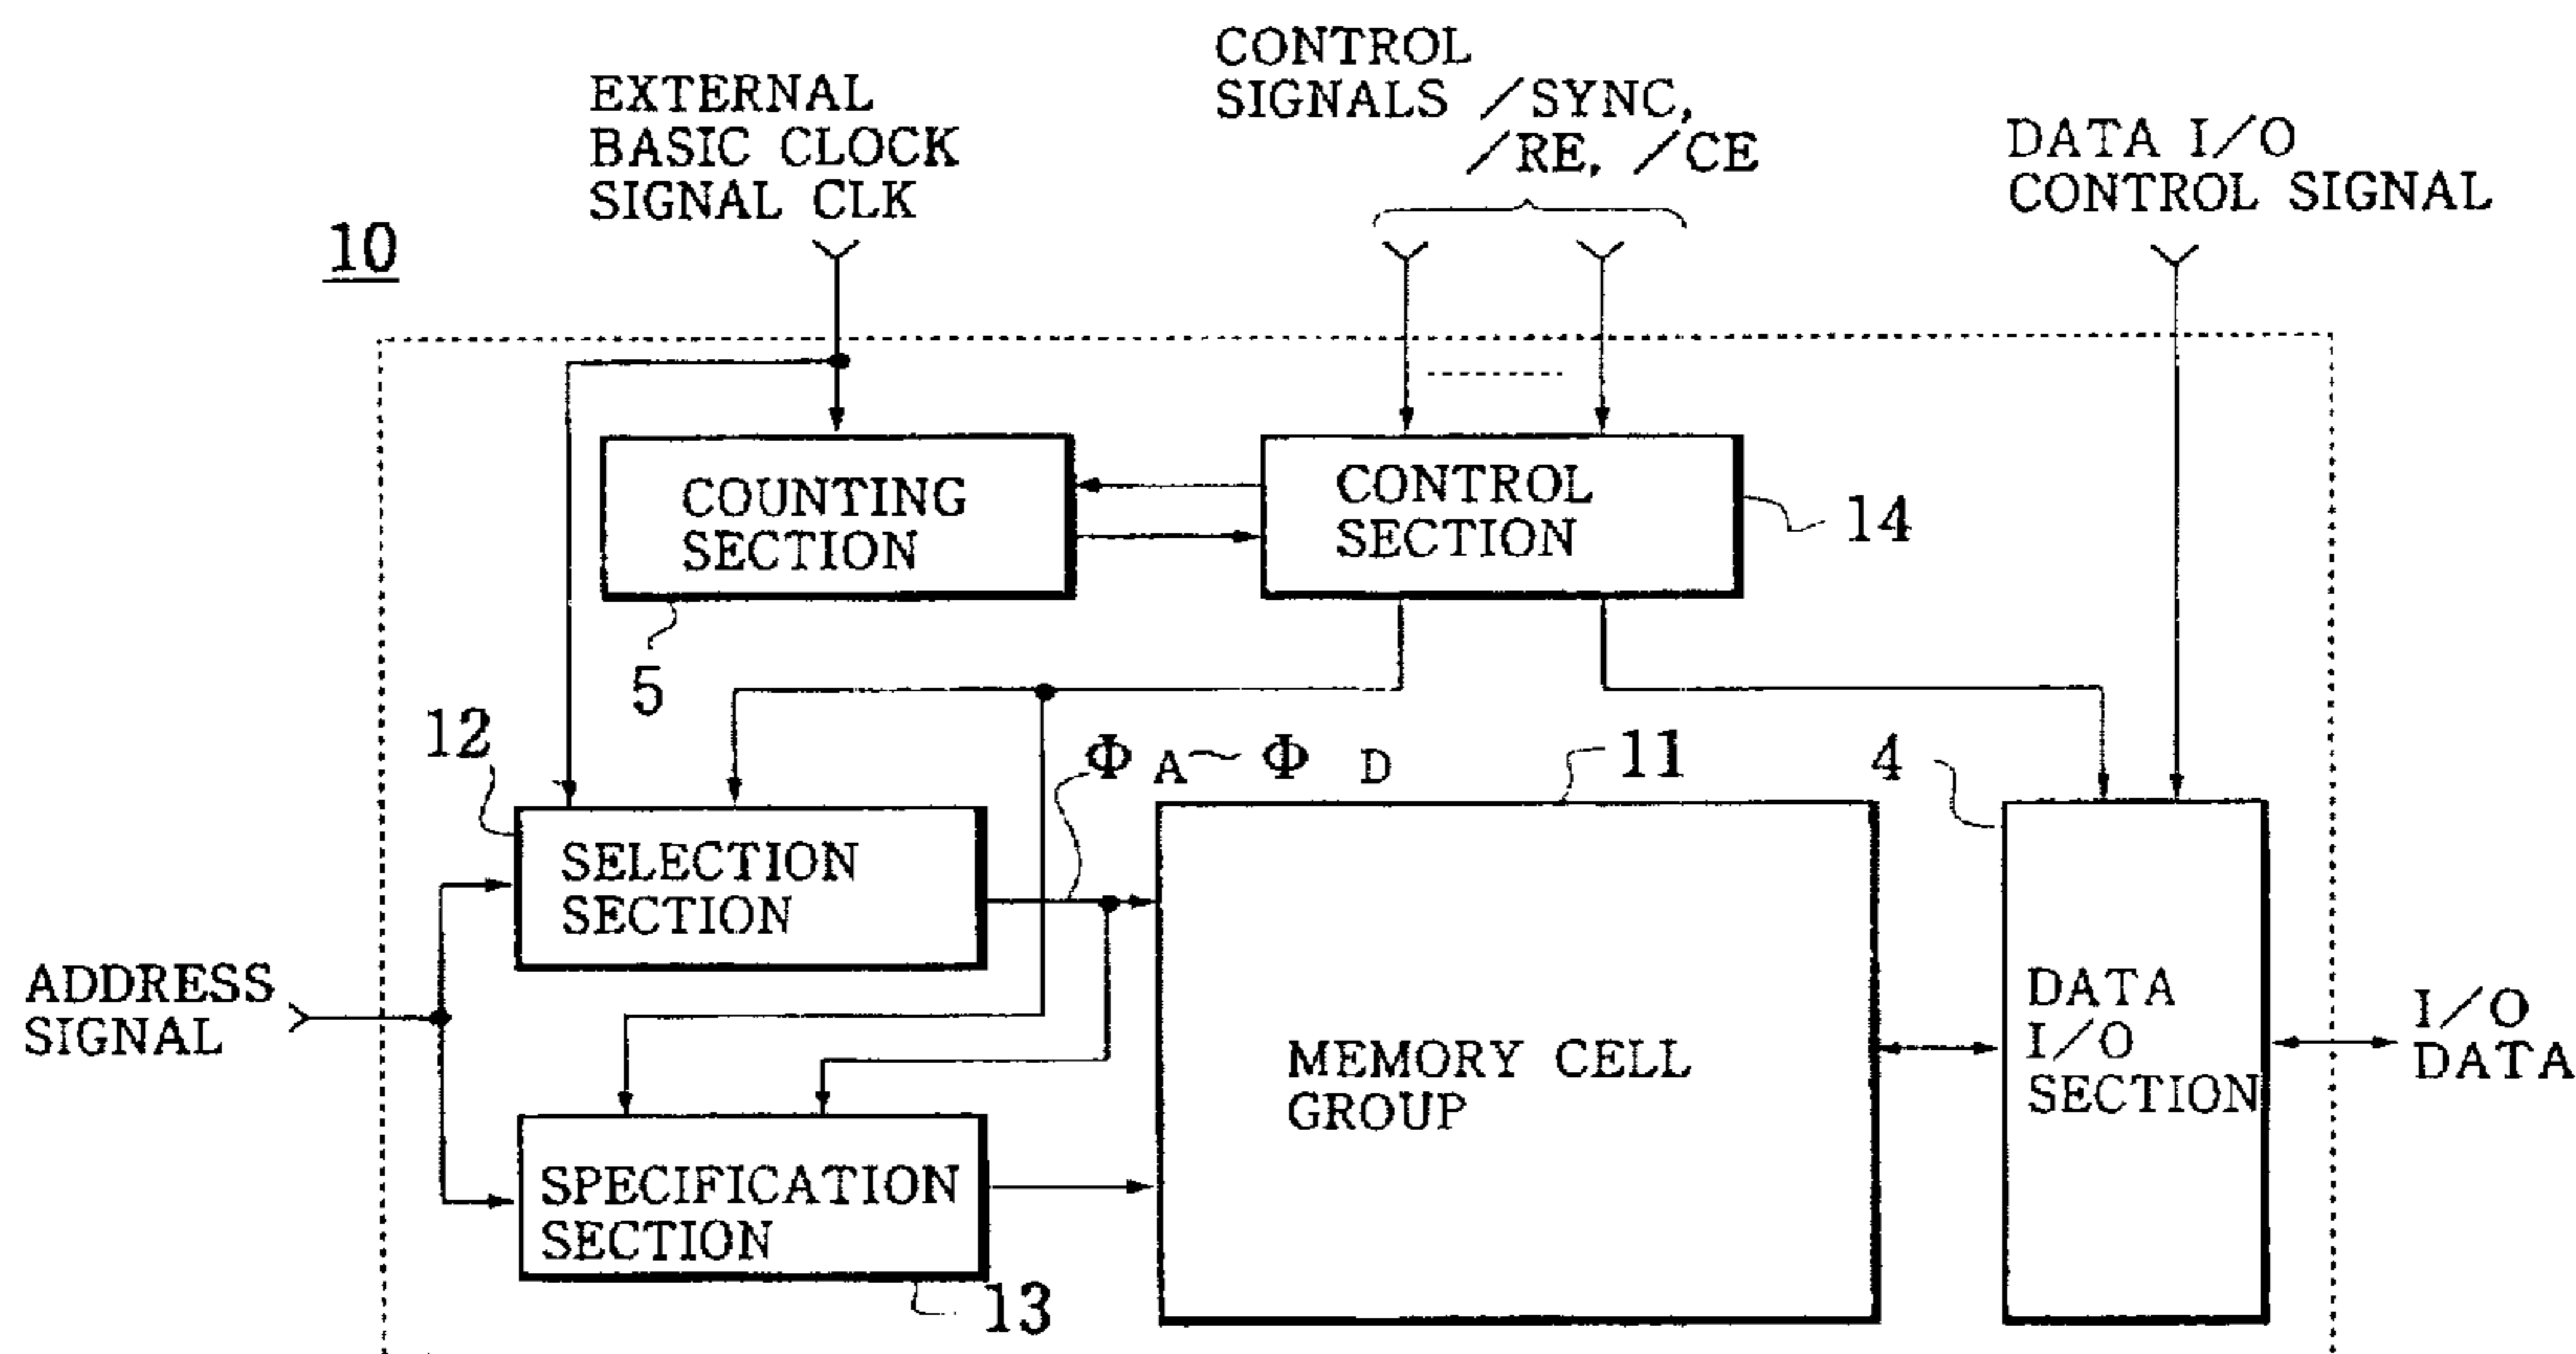 CONTROL
SIGNALS /SYNC,
/RE, /CE
EXTERNAL
BASIC CLOCK
SIGNAL CLK
DATA I/O
CONTROL SIGNAL
10
COUNTING
SECTION
CONTROL
SECTION
14
5
12
Φ A~Φ D
11
4
SELECTION
SECTION
ADDRESS
SIGNAL
DATA
I/O
SECTION
I/O
DATA
MEMORY CELL
GROUP
SPECIFICATION
SECTION
13